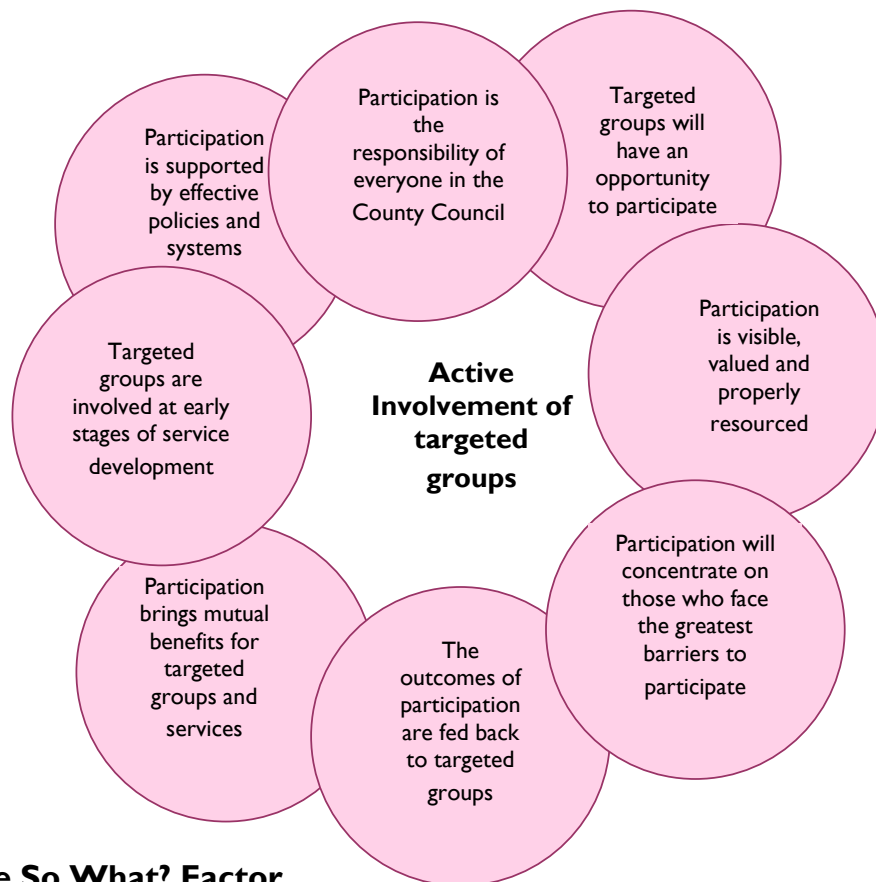 Participation is
the
responsibility of
everyone in the
County Council
Targeted
groups will
have an
opportunity
to participate
Participation
is visible,
valued and
properly
resourced
Participation will
concentrate on
those who face
the greatest
barriers to
participate
The
outcomes of
participation
are fed back
to targeted
groups
Participation
brings mutual
benefits for
targeted
groups and
services
Targeted
groups are
involved at early
stages of service
development
Participation
is supported
by effective
policies and
systems
Active
Involvement of
targeted
groups
So What? Factor